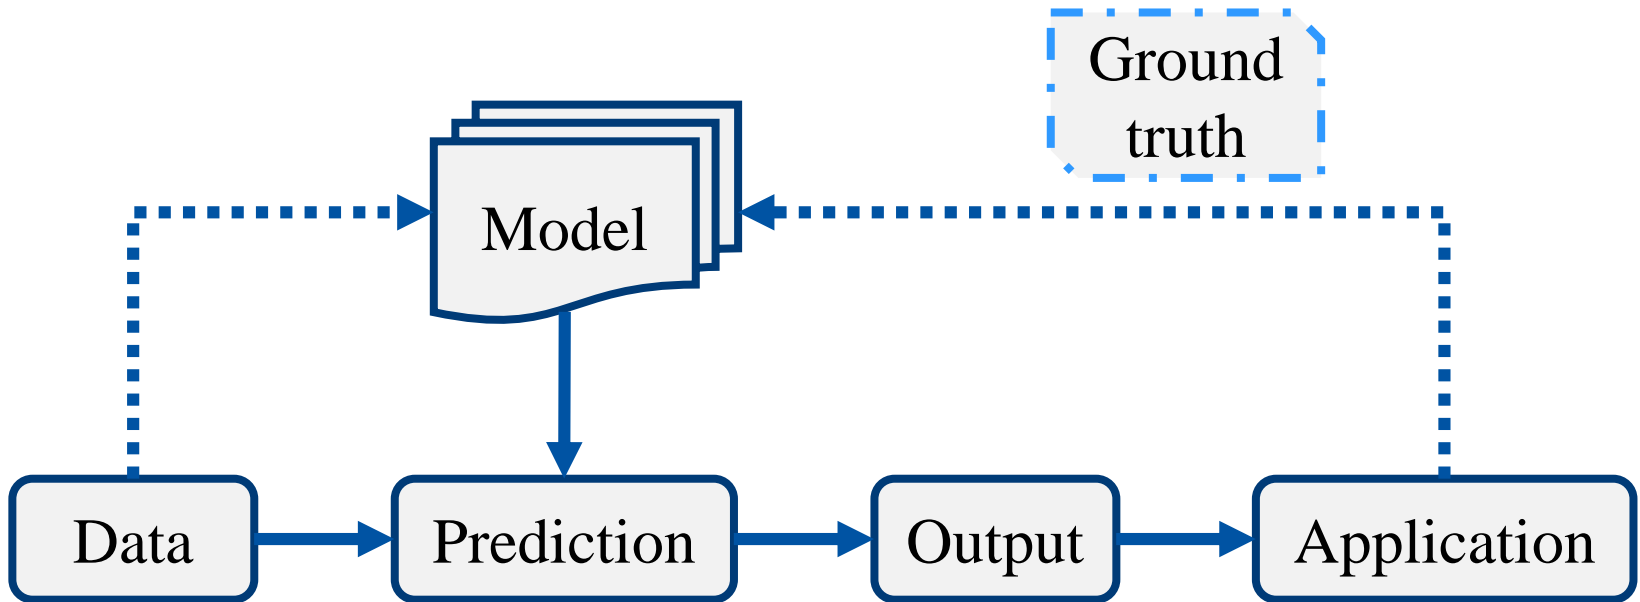 Ground
truth
Model
Data
Prediction
Output
Application